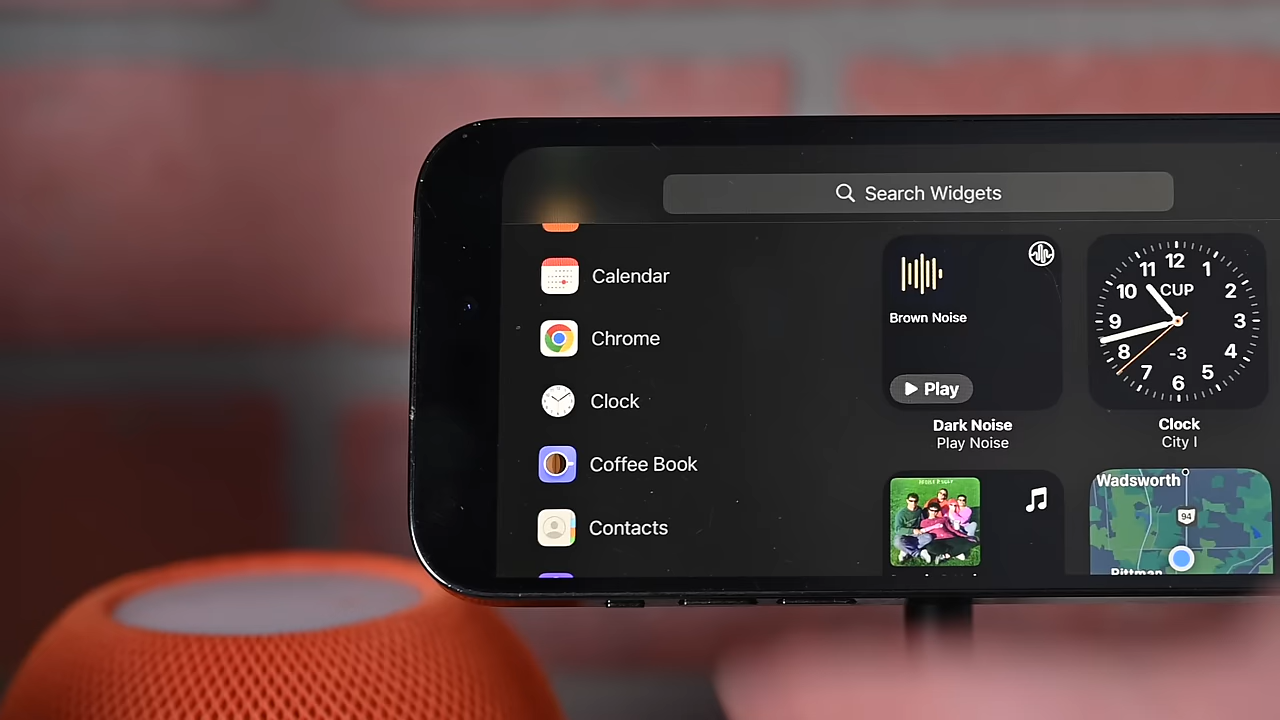 Search Widgets
Calendar
Chrome
Clock
Coffee Book
Contacts
Brown Noise
Play
Dark Noise
Play Noise
12
11 1
10 CUP 2
9 3
8 -3 4
7 5
6
Clock
City I
Wadsworth
94
Pittman